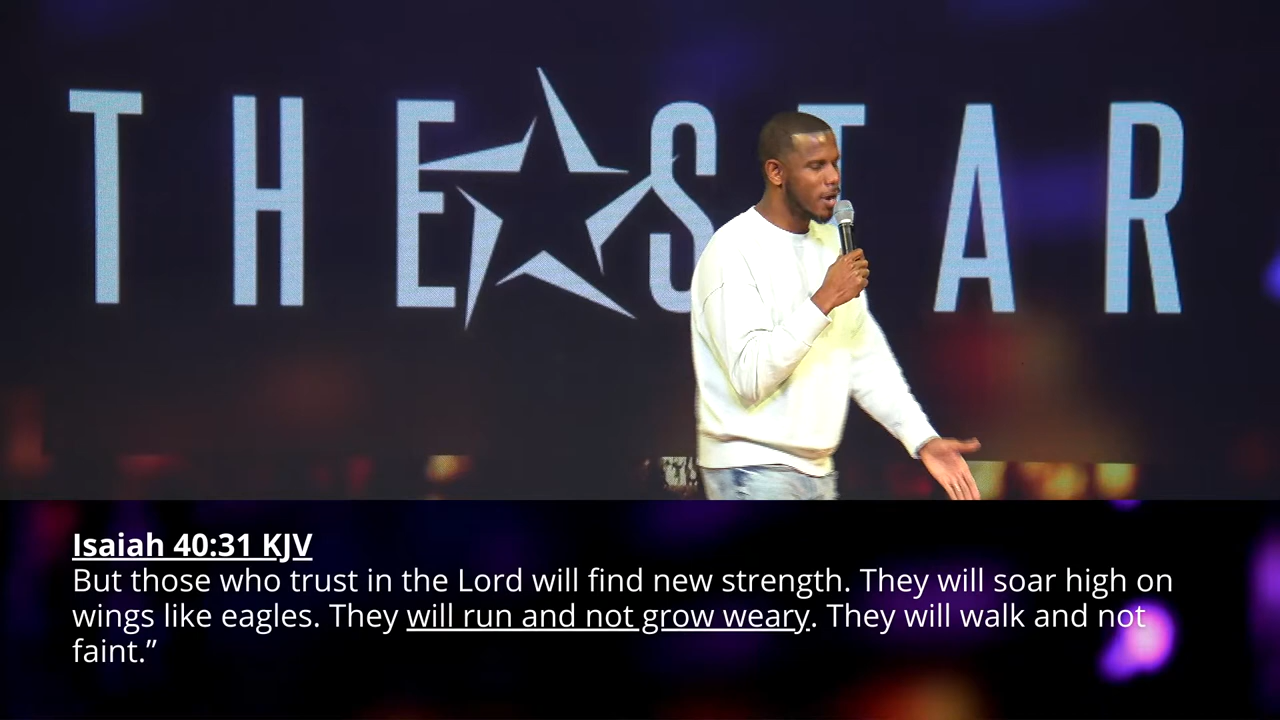 THE STAR
Isaiah 40:31 KJV
But those who trust in the Lord will find new strength. They will soar high on
wings like eagles. They will run and not grow weary. They will walk and not
faint.”